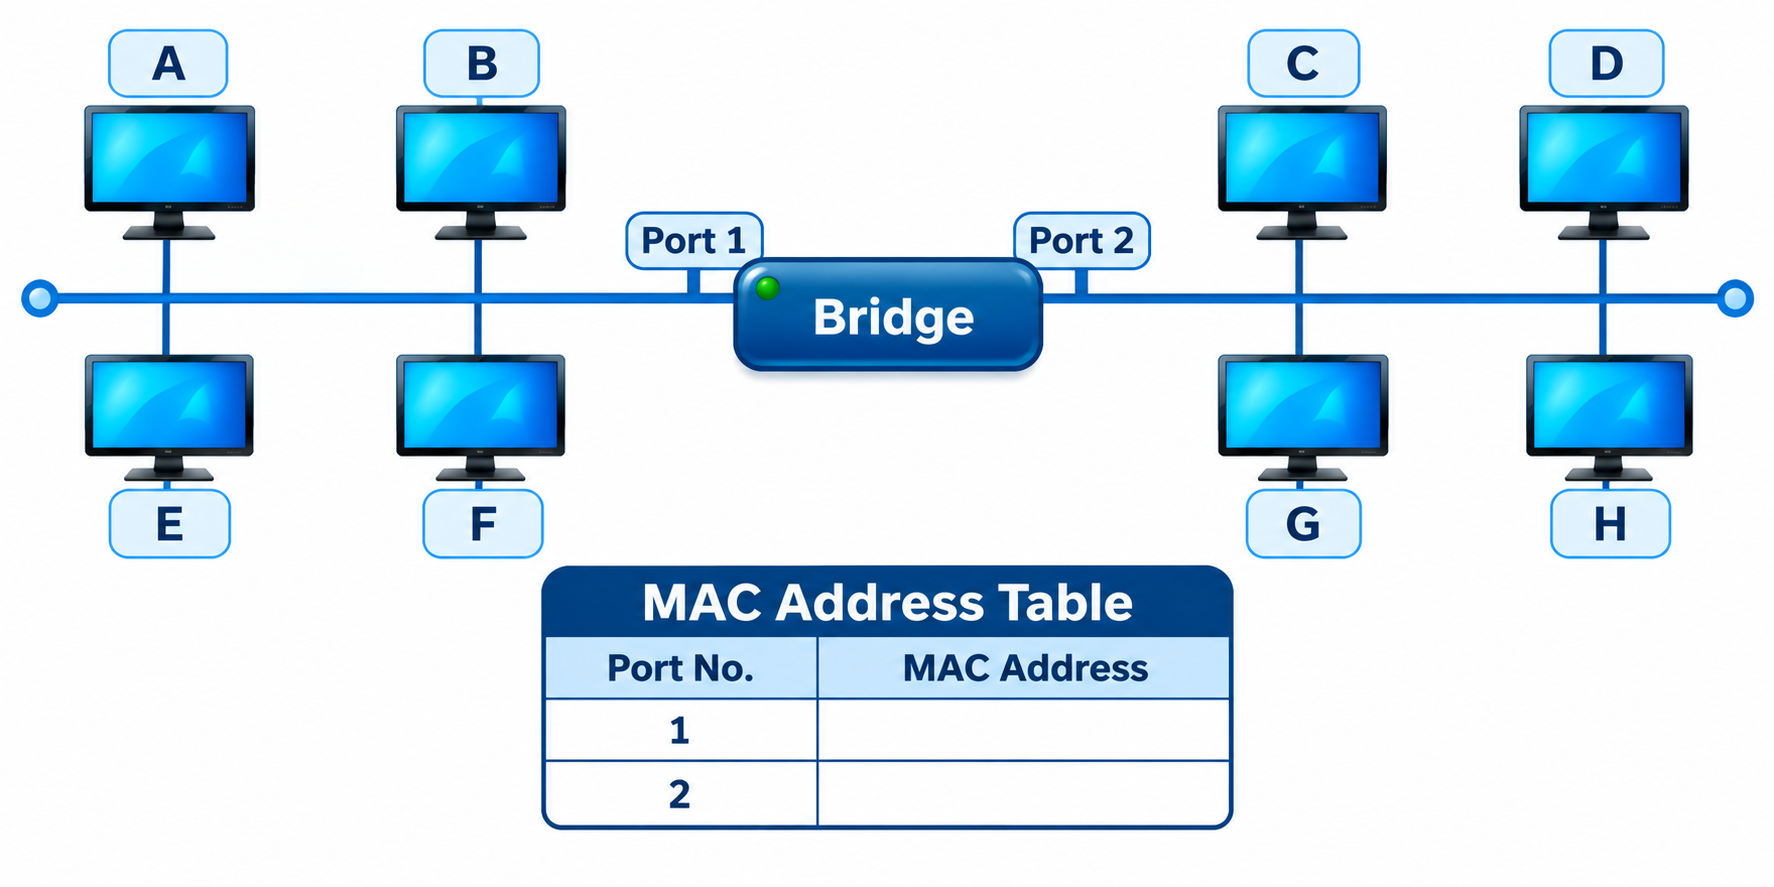 A
B
C
D
Port 1
Port 2
Bridge
E
F
G
H
MAC Address Table
Port No. MAC Address
1
2